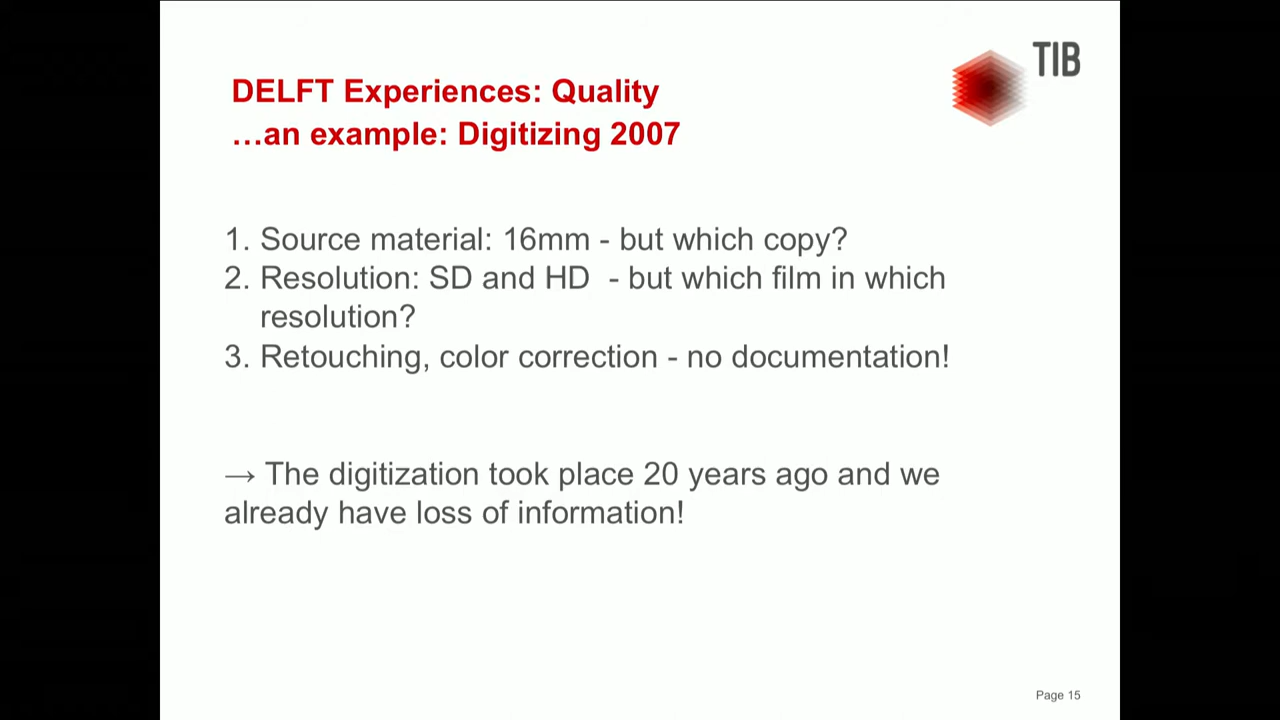 TIB
DELFT Experiences: Quality
…an example: Digitizing 2007
1. Source material: 16mm - but which copy?
2. Resolution: SD and HD  - but which film in which
resolution?
3. Retouching, color correction - no documentation!
→ The digitization took place 20 years ago and we
already have loss of information!
Page 15